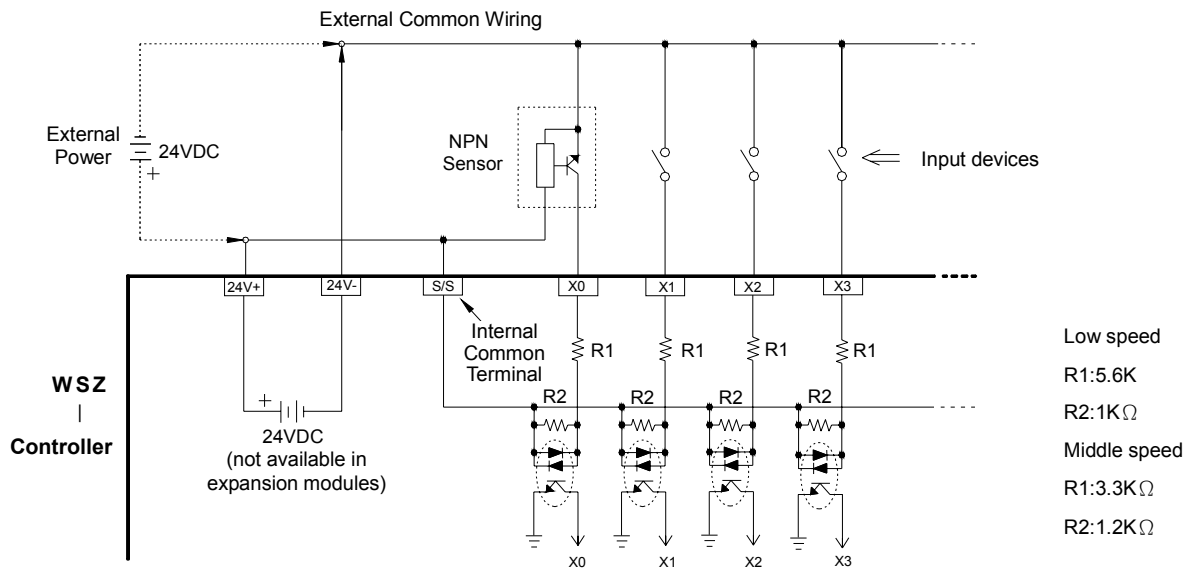 External Common Wiring
External
Power
24VDC
+
NPN
Sensor
Input devices
24V+
24V-
S/S
X0
X1
X2
X3
Internal
Common
Terminal
R1
R1
R1
R1
WSZ
Controller
+
24VDC
(not available in
expansion modules)
R2
R2
R2
R2
X0
X1
X2
X3
Low speed
R1:5.6K
R2:1KΩ
Middle speed
R1:3.3KΩ
R2:1.2KΩ